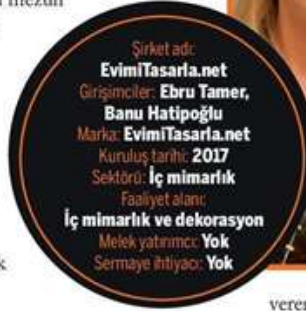 mezun
Şirket adı:
EvimiTasarla.net
Girişimciler: Ebru Tamer,
Banu Hatipoğlu
Marka: EvimiTasarla.net
Kuruluş tarihi: 2017
Sektörü: İç mimarlık
Faaliyet alanı:
İç mimarlık ve dekorasyon
Melek yatırımcı: Yok
Sermaye ihtiyacı: Yok
k